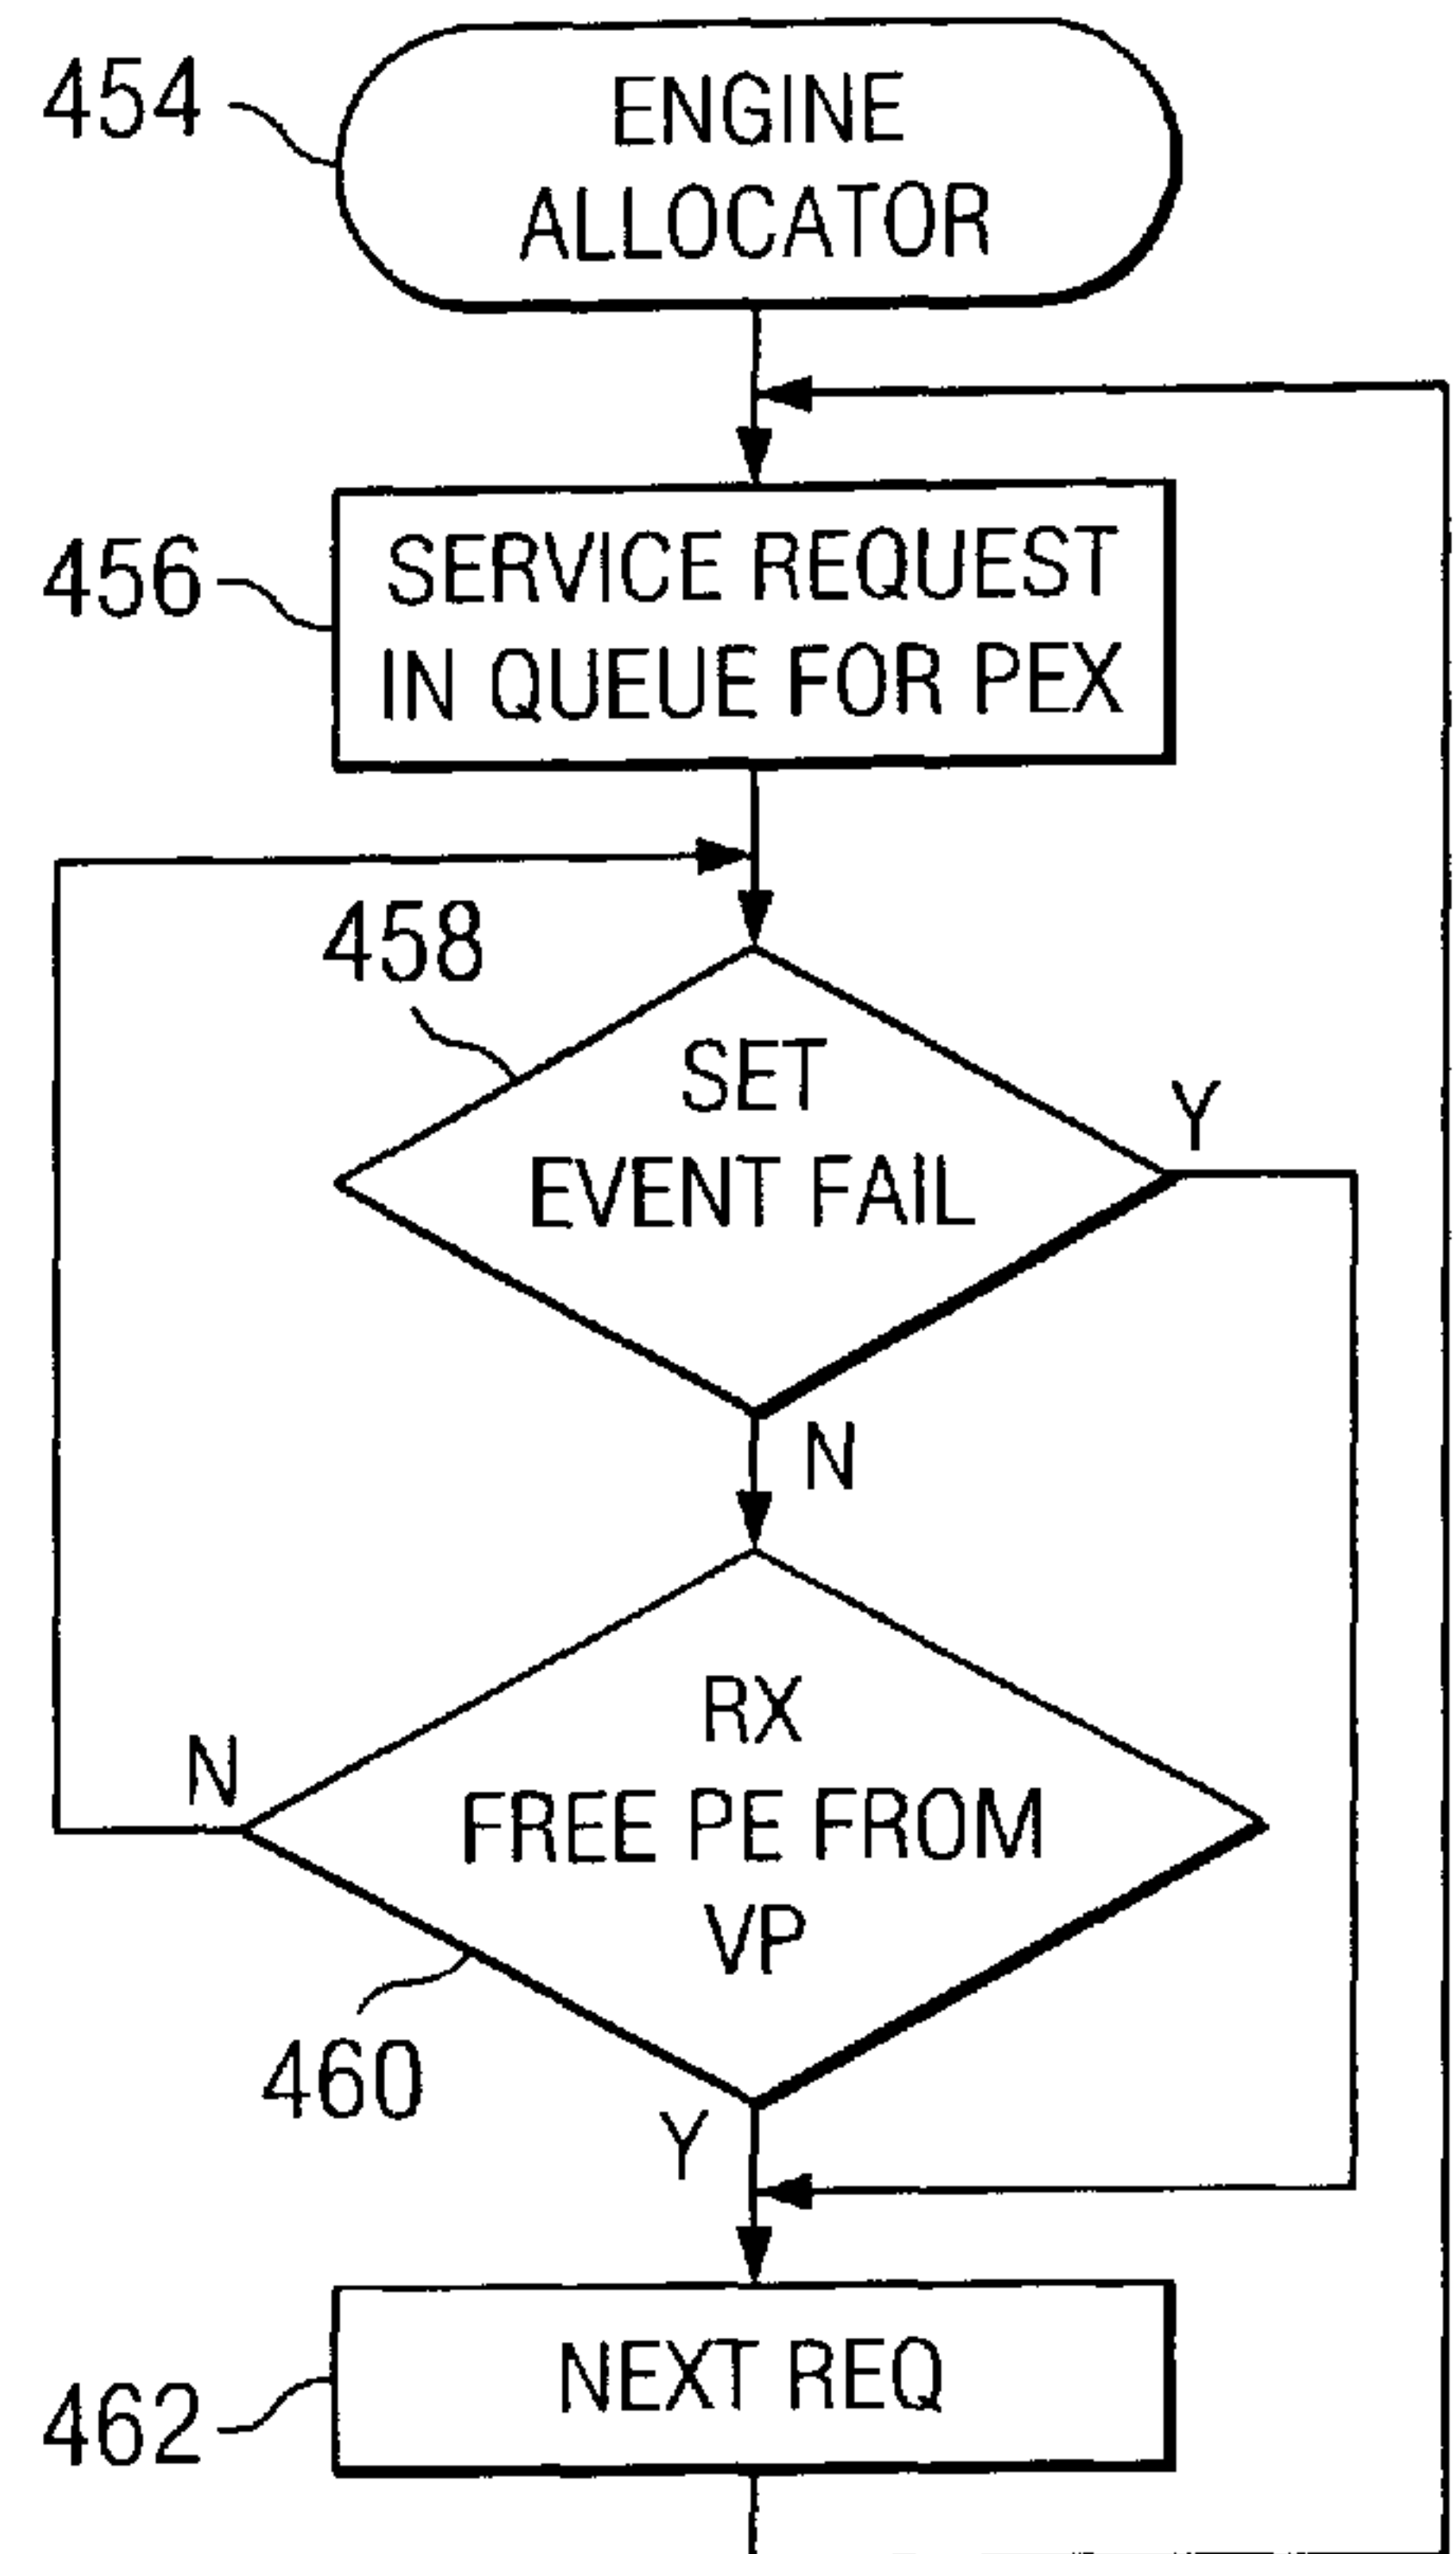 454
ENGINE
ALLOCATOR
456
SERVICE REQUEST
IN QUEUE FOR PEX
458
SET
EVENT FAIL
Y
N
RX
FREE PE FROM
VP
N
460
Y
462
NEXT REQ